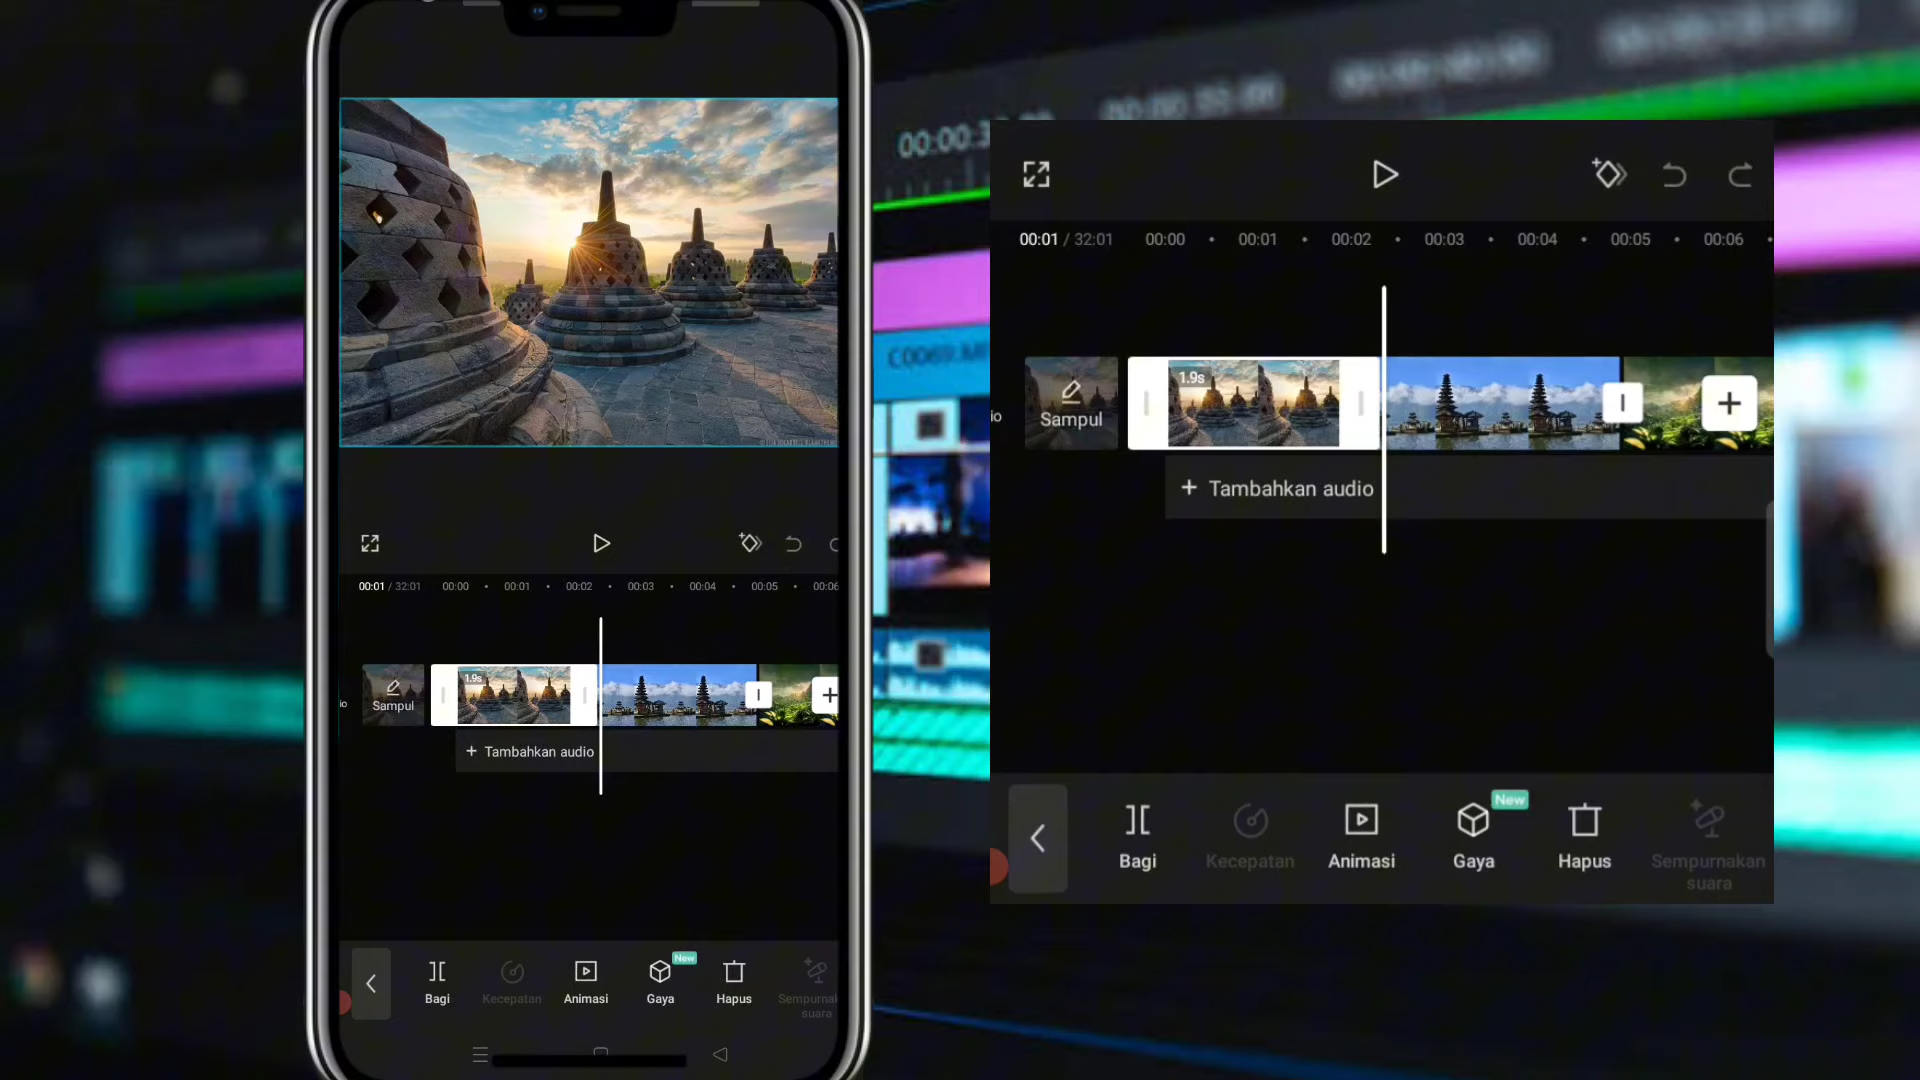 00:01 / 32:01 00:00 00:01 00:02 00:03 00:04 00:05 00:06
io
Sampul
1.9s
+ Tambahkan audio
Bagi
Kecepatan
Animasi
Gaya
New
Hapus
Sempurnakan
suara
00:01 / 32:01 00:00 00:01 00:02 00:03 00:04 00:05 00:06
io
Sampul
1.9s
+ Tambahkan audio
Bagi
Kecepatan
Animasi
Gaya
New
Hapus
suara